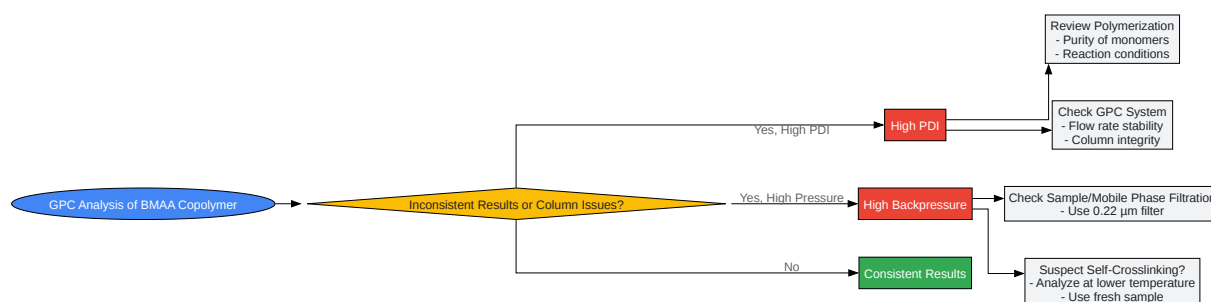 Review Polymerization
- Purity of monomers
- Reaction conditions
Check GPC System
- Flow rate stability
- Column integrity
Yes, High PDI
High PDI
GPC Analysis of BMAA Copolymer
Inconsistent Results or Column Issues?
Yes, High Pressure
High Backpressure
Check Sample/Mobile Phase Filtration
- Use 0.22 µm filter
No
Consistent Results
Suspect Self-Crosslinking?
- Analyze at lower temperature
- Use fresh sample